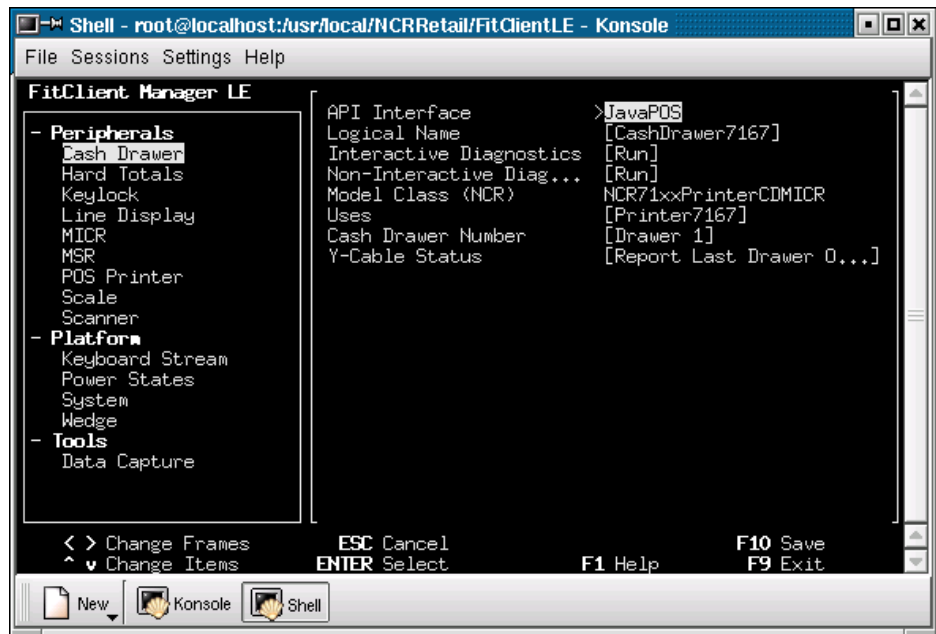 Shell - root@localhost:/usr/local/NCRRetail/FitClientLE - Konsole
File Sessions Settings Help
FitClient Manager LE
- Peripherals
Cash Drawer
Hard Totals
Keylock
Line Display
MICR
MSR
POS Printer
Scale
Scanner
- Platform
Keyboard Stream
Power States
System
Wedge
- Tools
Data Capture
API Interface >JavaPOS
Logical Name [CashDrawer7167]
Interactive Diagnostics [Run]
Non-Interactive Diag... [Run]
Model Class (NCR) NCR71xxPrinterCDMICR
Uses [Printer7167]
Cash Drawer Number [Drawer 1]
Y-Cable Status [Report Last Drawer O...]
< > Change Frames ESC Cancel F10 Save
^ v Change Items ENTER Select F1 Help F9 Exit
New Konsole Shell